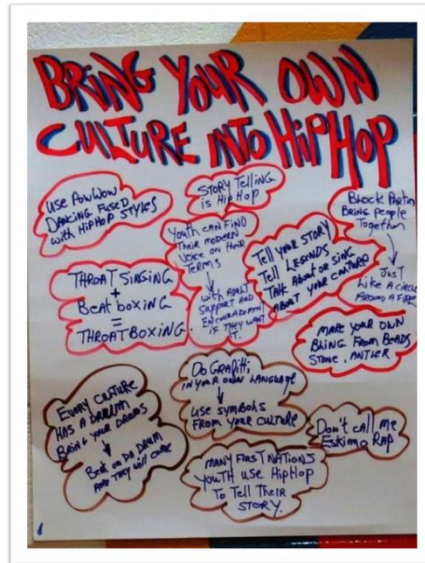 BRING YOUR OWN
CULTURE INTO HIPHOP
USE POWWOW
DANCING FUSED
with HIPHOP STYLES
STORY TELLING
is Hip Hop
Block Parties
BRING PEOPLE
Together
JUST
LIKE A CIRCLE
AROUND A FIRE
YOUTH CAN FIND
THEIR MODERN
VOICE ON THEIR
TERMS
with ADULT
SUPPORT AND
ENCOURAGEMENT
IF THEY WANT
IT.
Tell YOUR STORY
Tell LEGENDS
TALK ABOUT OR SING
ABOUT YOUR CULTURE
THROAT SINGING
+
Beat boxing
=
THROATBOXING
MAKE YOUR OWN
BLING FROM BEADS
STONE, ANTLER
DO GRAFITTI
IN YOUR OWN LANGUAGE
USE SYMBOLS
FROM YOUR CULTURE
EVERY CULTURE
HAS A DRUM
BRING YOUR DRUMS
BEAT ON DA DRUM
AND THEY WILL COME
DON'T CALL ME
ESKIMO RAP
MANY FIRST NATIONS
YOUTH USE HIPHOP
TO TELL THEIR
STORY.